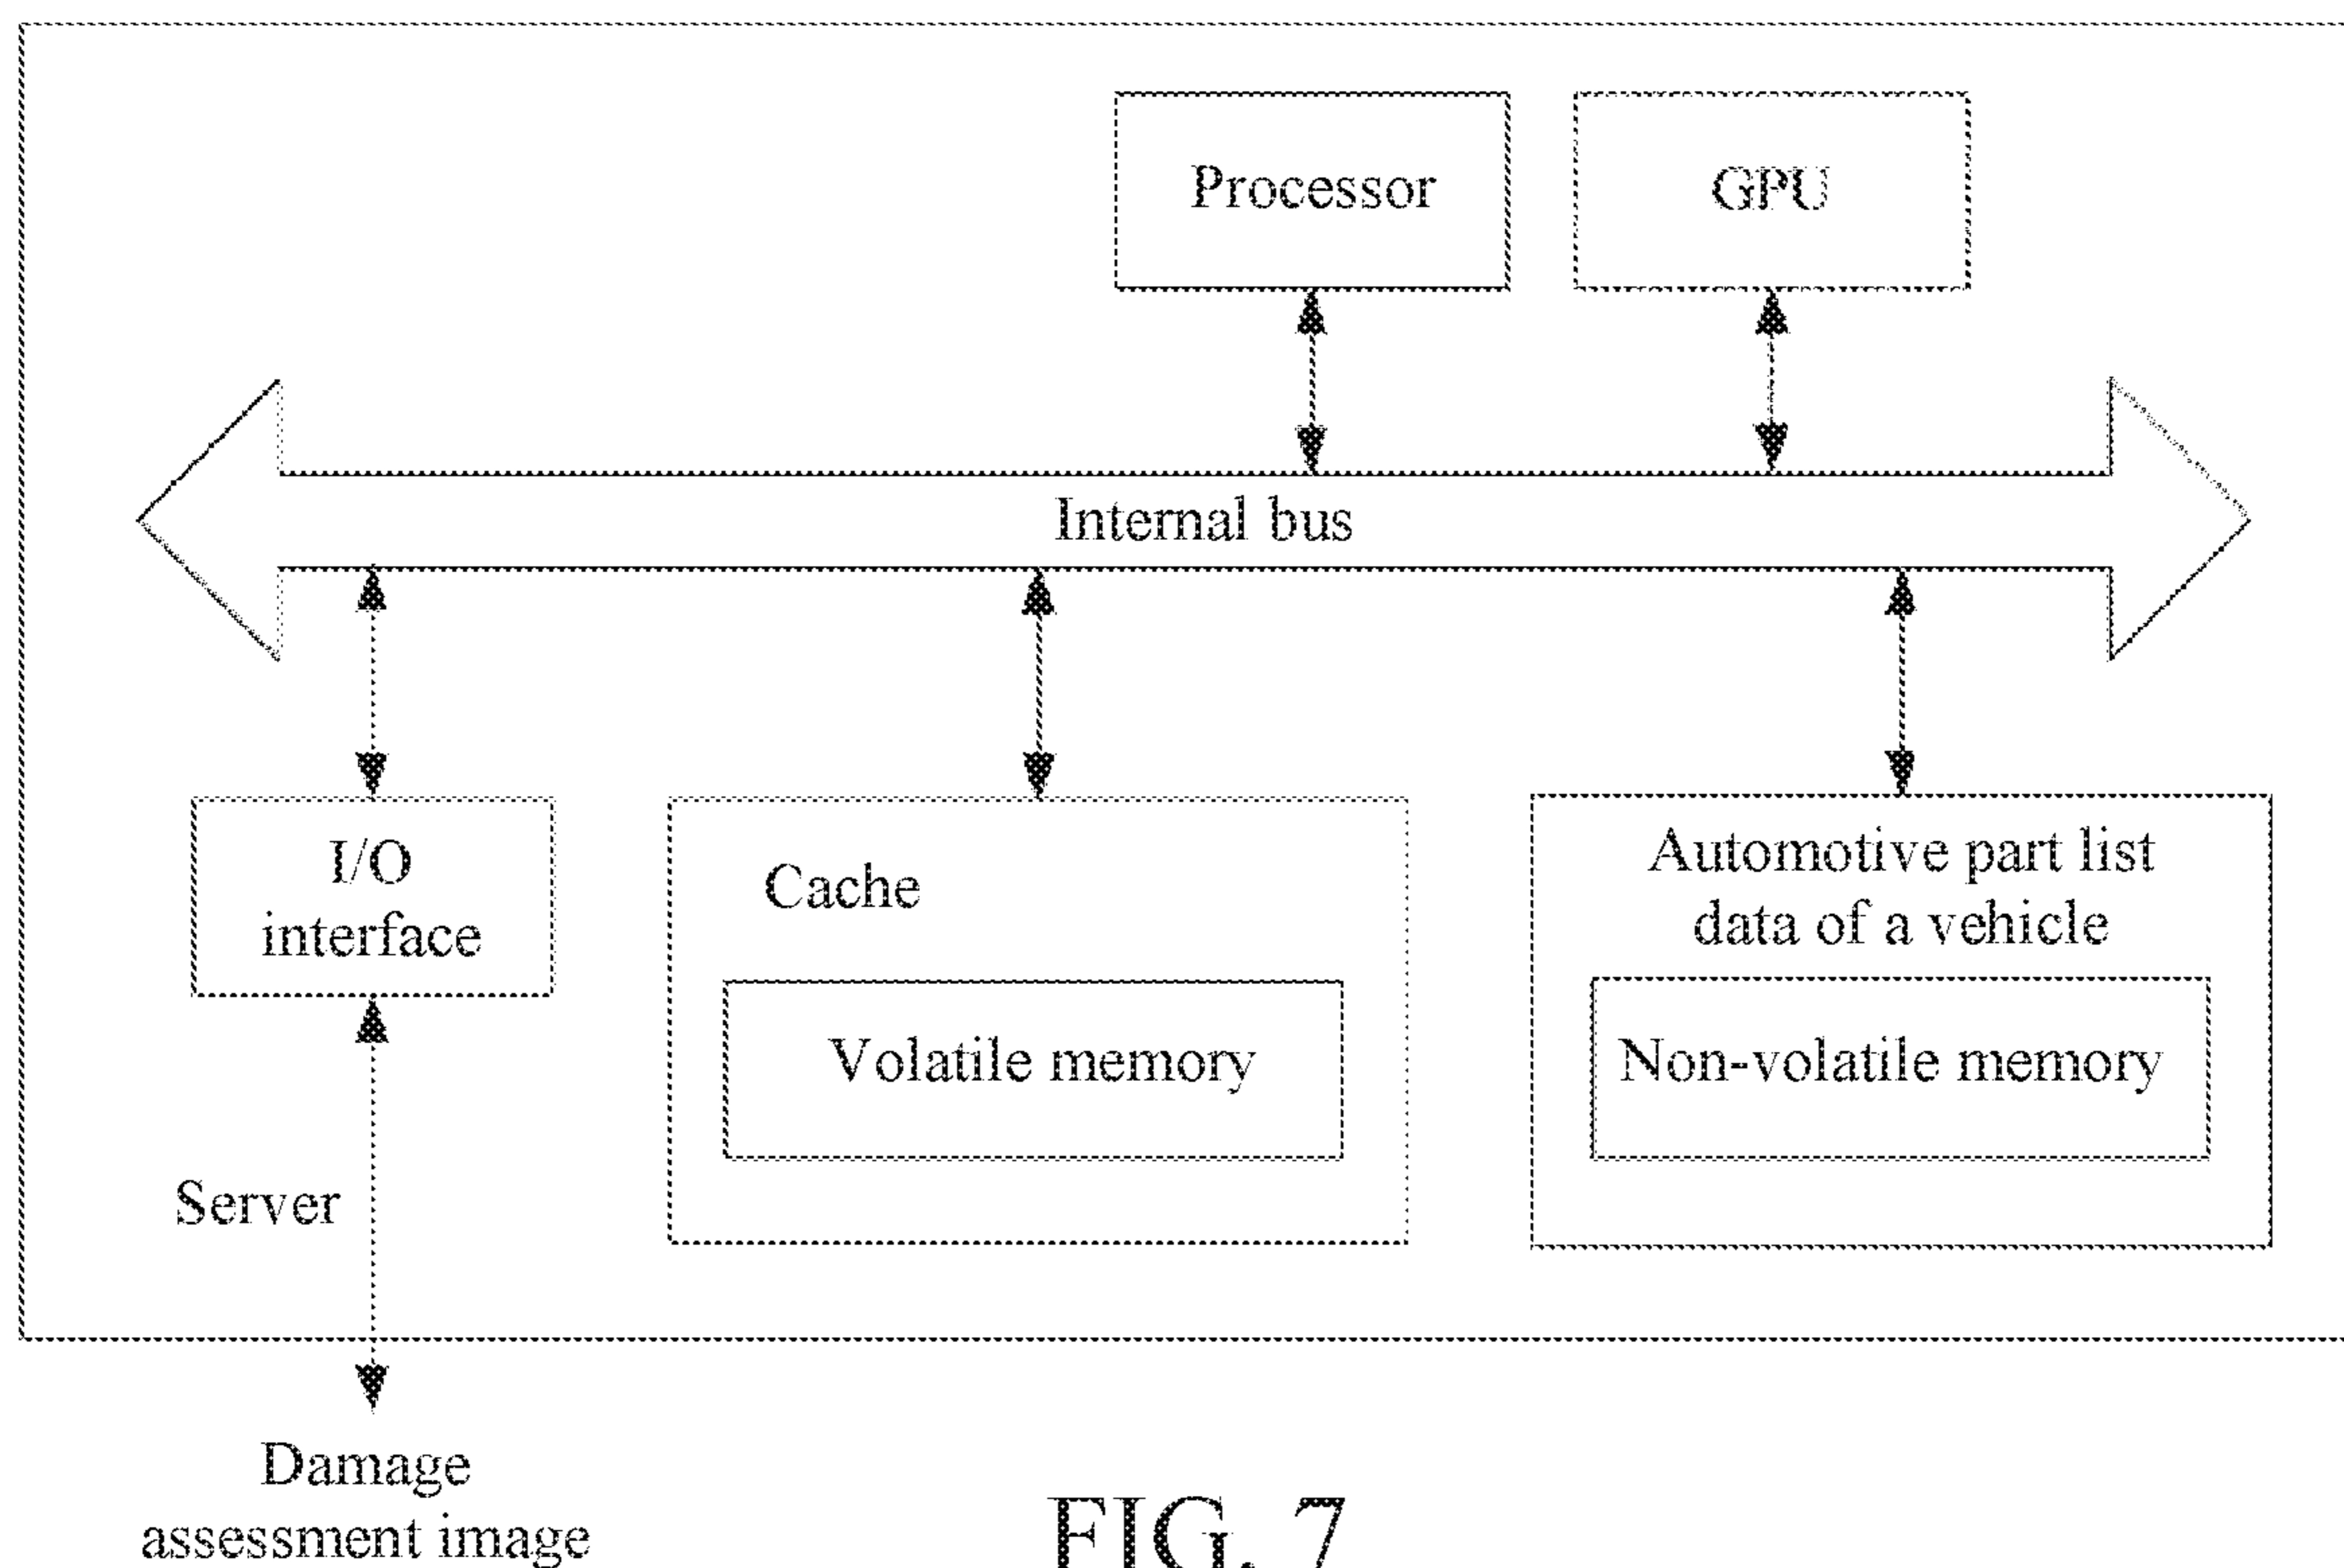 Processor
GPU
Internal bus
I/O
interface
Cache
Volatile memory
Automotive part list
data of a vehicle
Non-volatile memory
Server
Damage
assessment image
FIG. 7